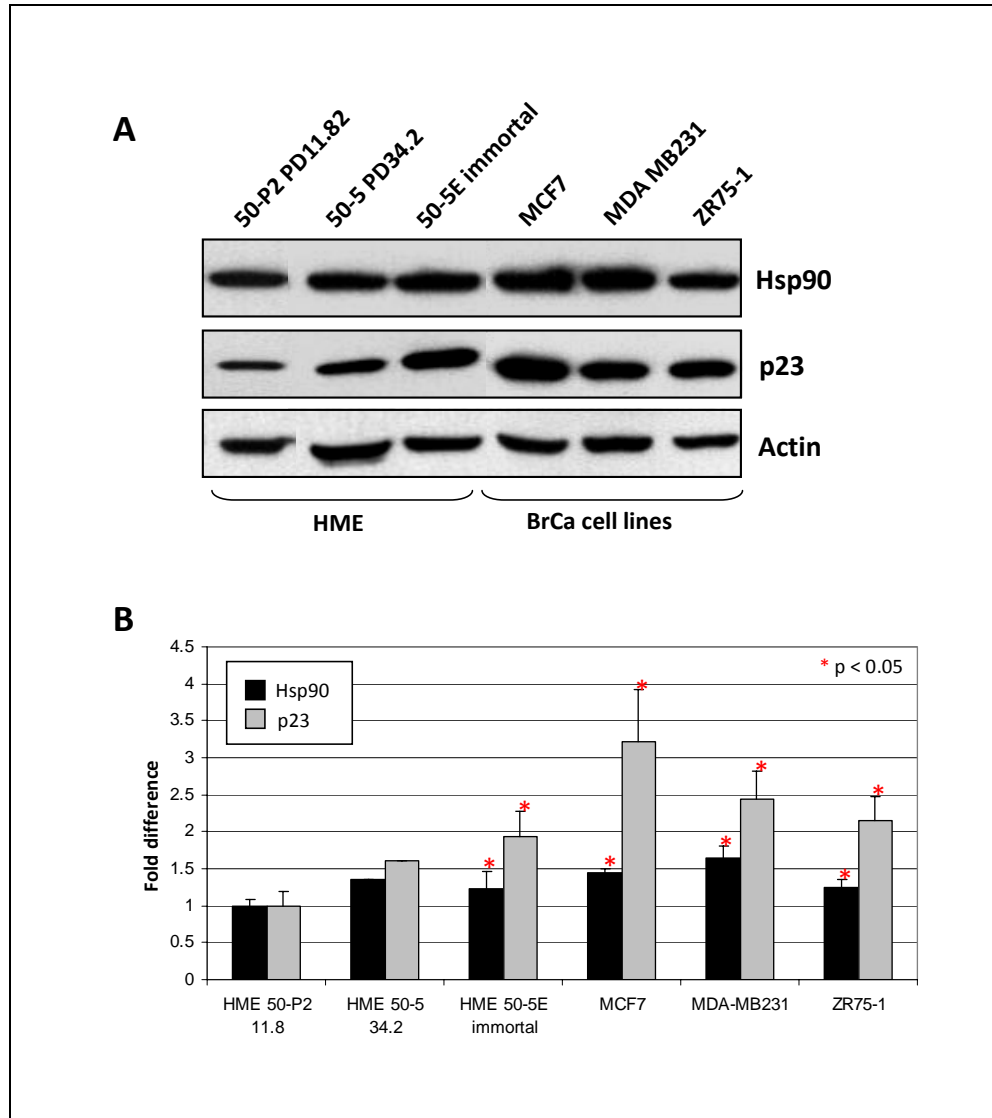 A
50-P2 PD11.82
50-5 PD34.2
50-5E immortal
MCF7
MDA MB231
ZR75-1
Hsp90
p23
Actin
HME
BrCa cell lines
B
4.5
4
3.5
3
2.5
2
1.5
1
0.5
0
Fold difference
Hsp90
p23
* p < 0.05
*
*
*
*
*
*
*
*
HME 50-P2
11.8
HME 50-5
34.2
HME 50-5E
immortal
MCF7
MDA-MB231
ZR75-1